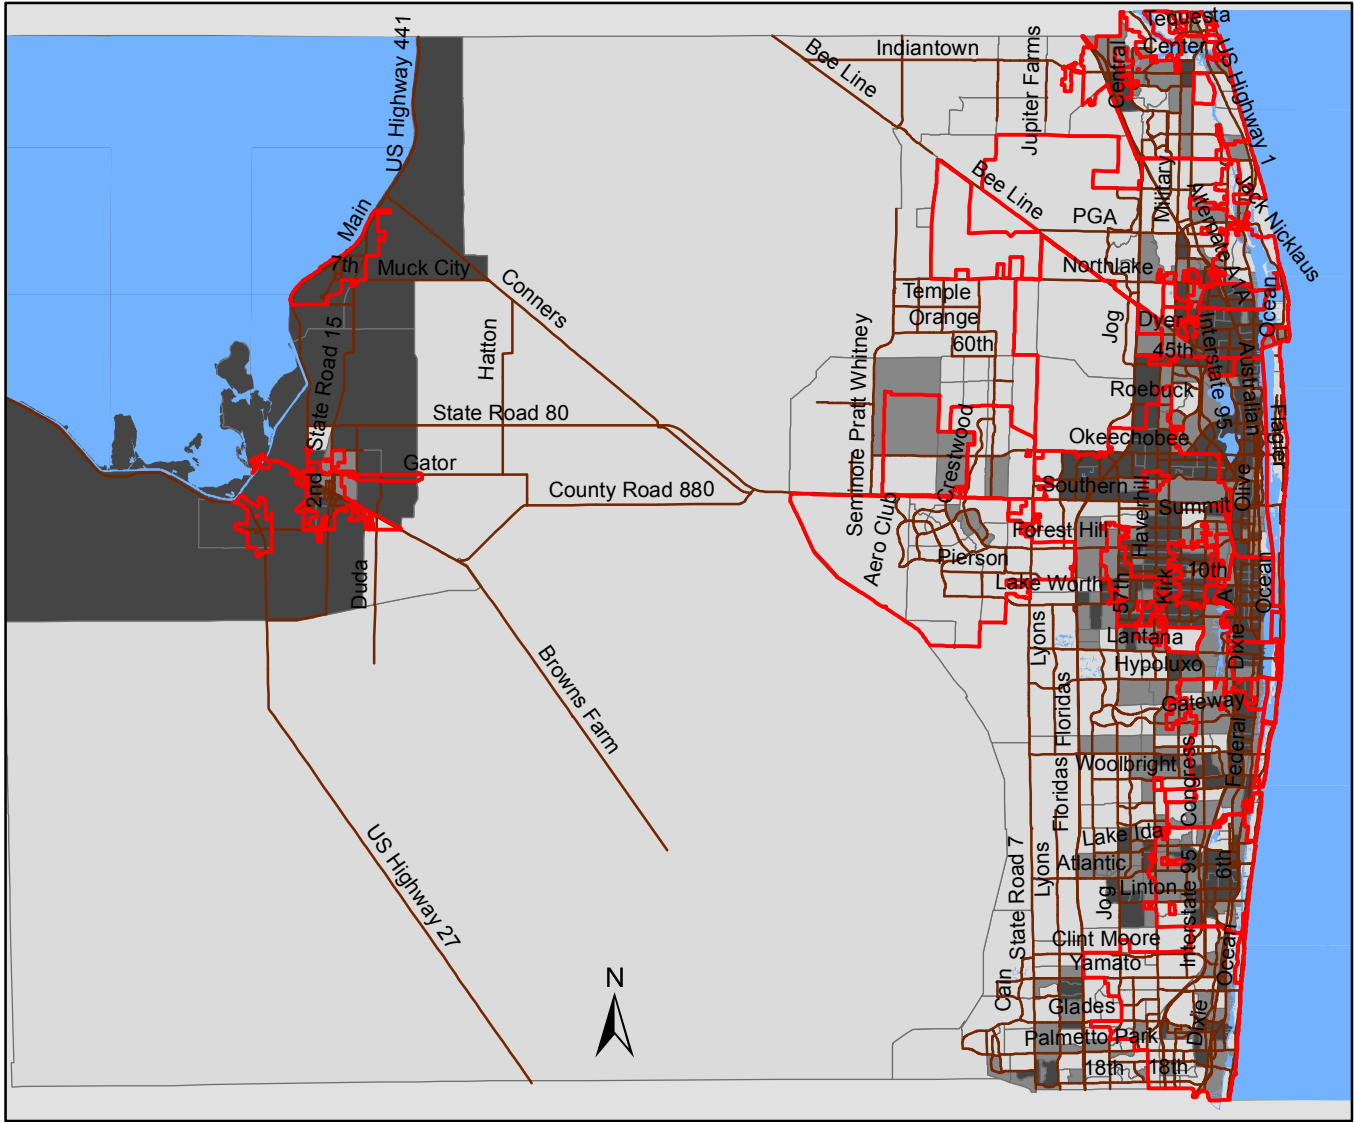 Tequesta
US Highway 441
Indiantown
Center
Bee Line
Jupiter Farms
Central
US Highway 1
Military
Bee Line
Alternate A1A
Jack Nicklaus
Main
PGA
7th
Muck City
Northlake
Conners
Temple
Ocean
Orange
Dyer
Jog
State Road 15
Hatton
60th
45th
Interstate 95
Australian
Seminole Pratt Whitney
Roebuck
State Road 80
Crestwood
Okeechobee
Flagler
Gator
2nd
County Road 880
Southern
Olive
Haverhill
Summit
Aero Club
Forest Hill
Pierson
10th
Duda
Lake Worth
57th
Kirk
A
Ocean
Lyons
Lantana
Dixie
Hypoluxo
Browns Farm
Floridas
Gateway
Federal
Woolbright
Congress
Floridas
Lake Ida
US Highway 27
State Road 7
Lyons
Atlantic
Interstate 95
6th
Jog
Linton
Clint Moore
Ocean
Yamato
N
Cain
Glades
Dixie
Palmetto Park
18th
18th